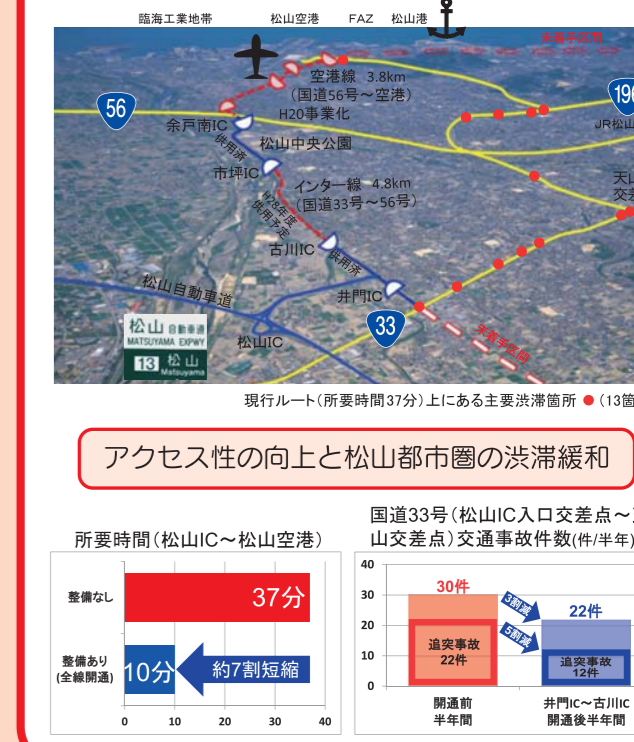 臨海工業地帯 松山空港 FAZ 松山港
未着手区間
空港線 3.8km
(国道56号～空港)
H20事業化
56
196
余戸南IC
供用済
松山中央公園
JR松山
市坪IC
インター線 4.8km
(国道33号～56号)
天山
交差
H28年度
供用予定
古川IC
供用済
松山自動車道
井門IC
33
未着手区間
松山IC
松山自動車道
MATSUYAMA EXPWY
13 松山
Matsuyama
現行ルート(所要時間37分)上にある主要渋滞箇所 ● (13箇
アクセス性の向上と松山都市圏の渋滞緩和
所要時間(松山IC～松山空港)
整備なし
37分
整備あり
(全線開通)
10分
約7割短縮
0 10 20 30 40
国道33号(松山IC入口交差点～
山交差点)交通事故件数(件/半年)
40
30
20
10
0
30件
3割減
22件
5割減
追突事故
22件
追突事故
12件
開通前
半年間
井門IC～古川IC
開通後半年間